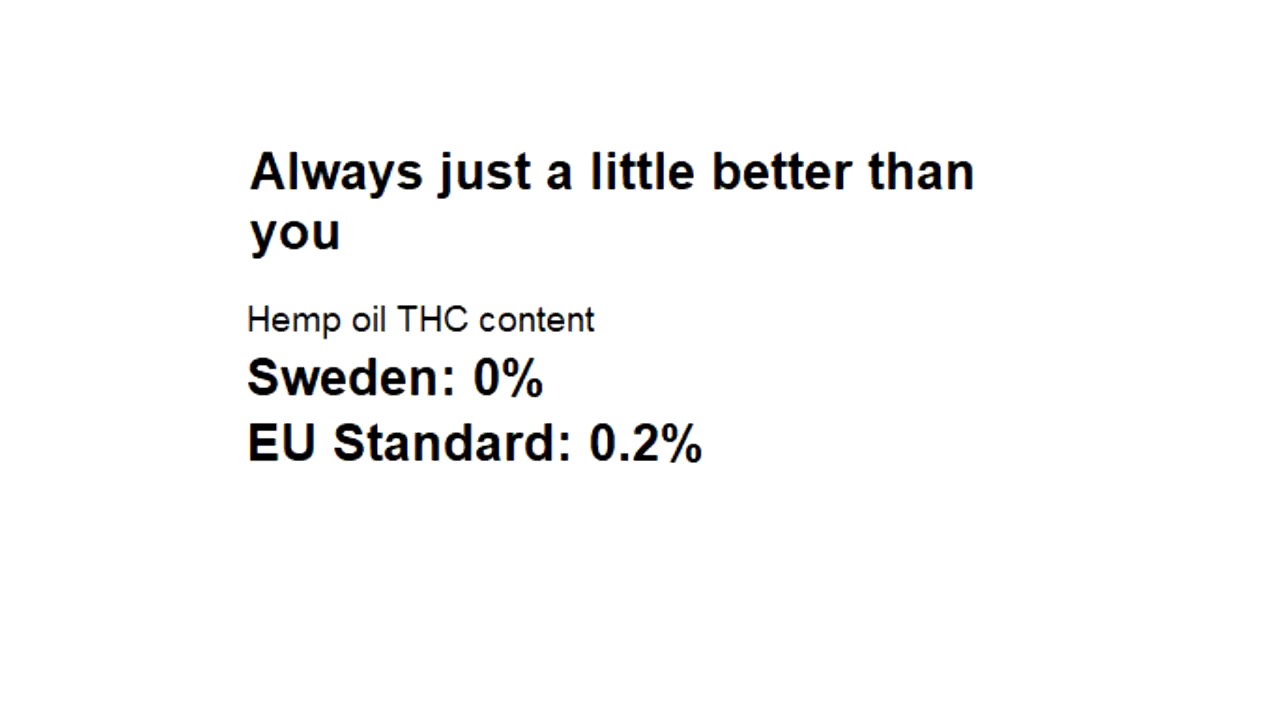 Always just a little better than
you
Hemp oil THC content
Sweden: 0%
EU Standard: 0.2%